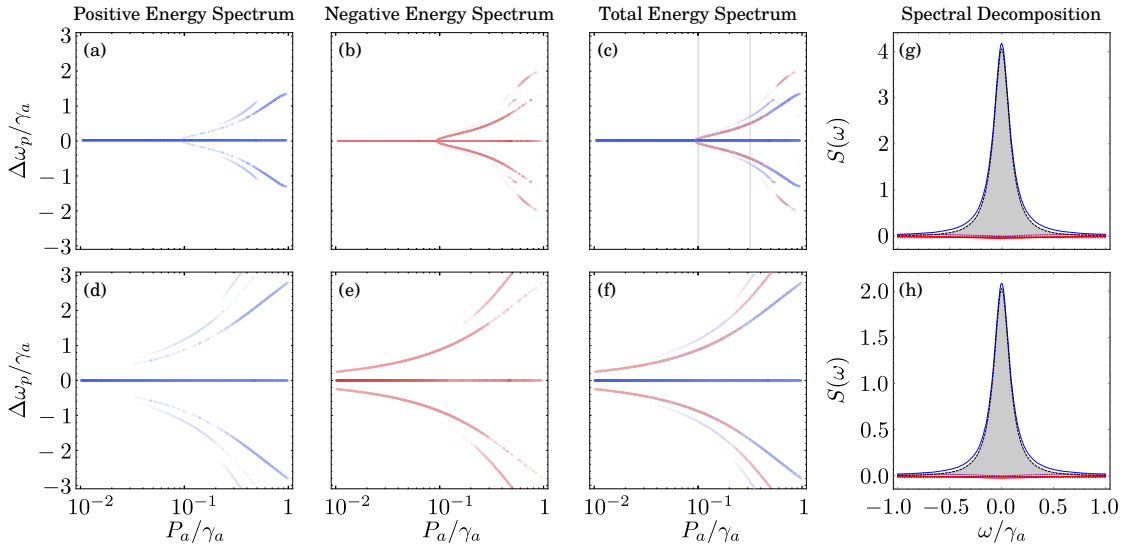 Positive Energy Spectrum Negative Energy Spectrum Total Energy Spectrum Spectral Decomposition
(a) (b) (c) (g)
3
2
1
0
−1
−2
−3
Δω_p/γ_a
4
3
2
1
0
S(ω)
(d) (e) (f) (h)
3
2
1
0
−1
−2
−3
Δω_p/γ_a
2.0
1.5
1.0
0.5
0.0
S(ω)
10⁻² 10⁻¹ 1 10⁻² 10⁻¹ 1 10⁻² 10⁻¹ 1 −1.0 −0.5 0.0 0.5 1.0
P_a/γ_a P_a/γ_a P_a/γ_a ω/γ_a